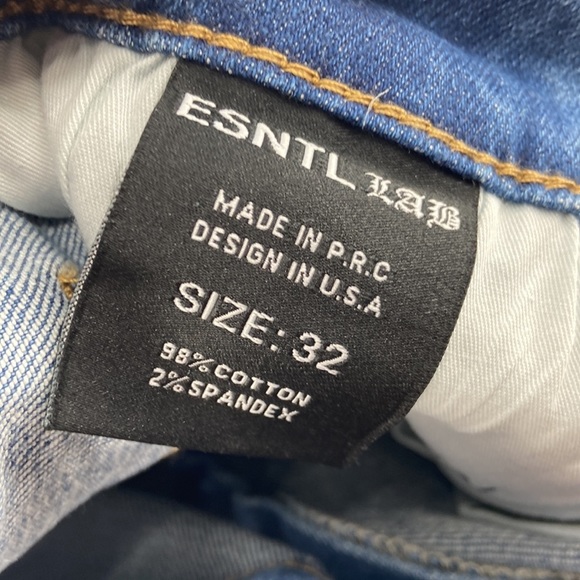 ESNTL LAB
MADE IN P.R.C
DESIGN IN U.S.A
SIZE: 32
98% COTTON
2% SPANDEX